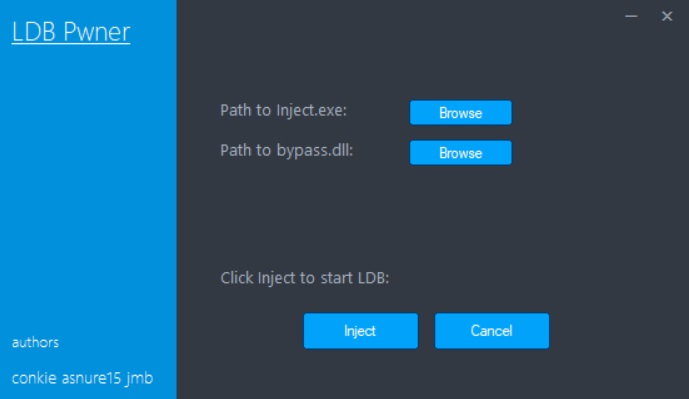 LDB Pwner
Path to Inject.exe:
Browse
Path to bypass.dll:
Browse
Click Inject to start LDB:
Inject
Cancel
authors
conkie asnure15 jmb